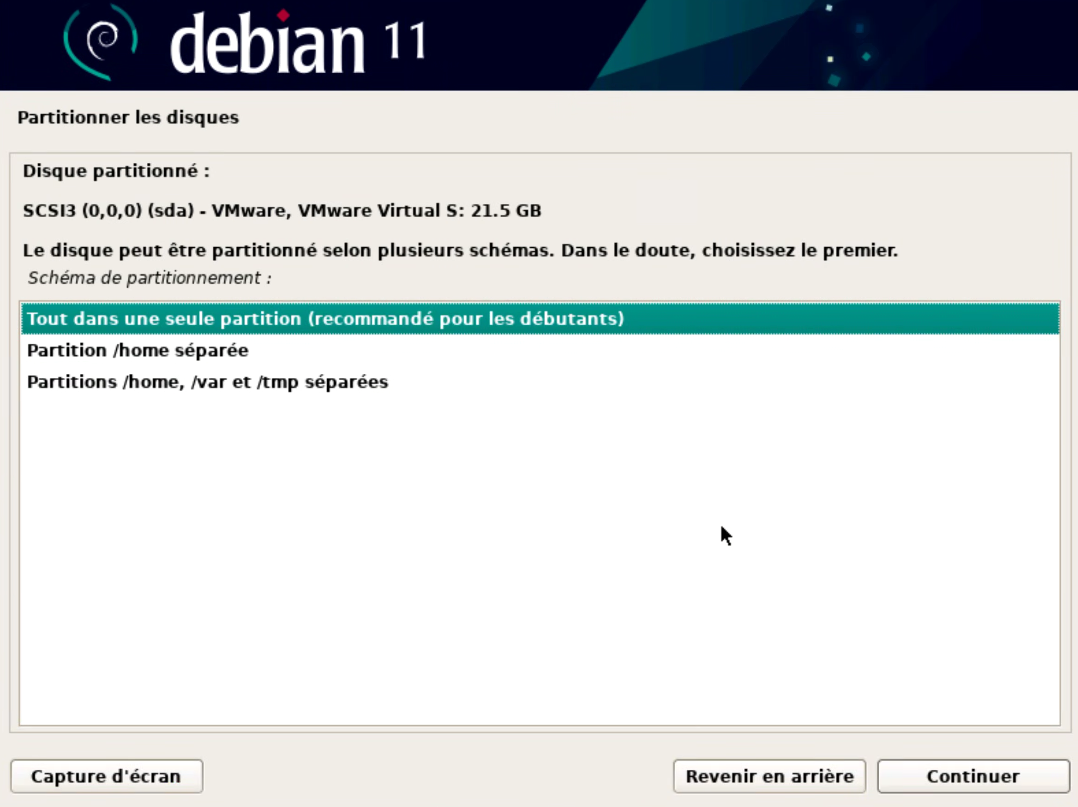 debian 11
Partitionner les disques
Disque partitionné :
SCSI3 (0,0,0) (sda) - VMware, VMware Virtual S: 21.5 GB
Le disque peut être partitionné selon plusieurs schémas. Dans le doute, choisissez le premier.
Schéma de partitionnement :
Tout dans une seule partition (recommandé pour les débutants)
Partition /home séparée
Partitions /home, /var et /tmp séparées
Capture d'écran
Revenir en arrière
Continuer